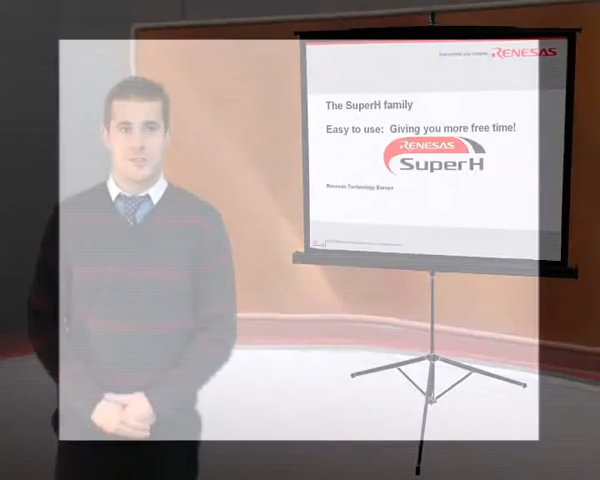 RENESAS
The SuperH family
Easy to use: Giving you more free time!
RENESAS
SuperH
Renesas Technology Europe